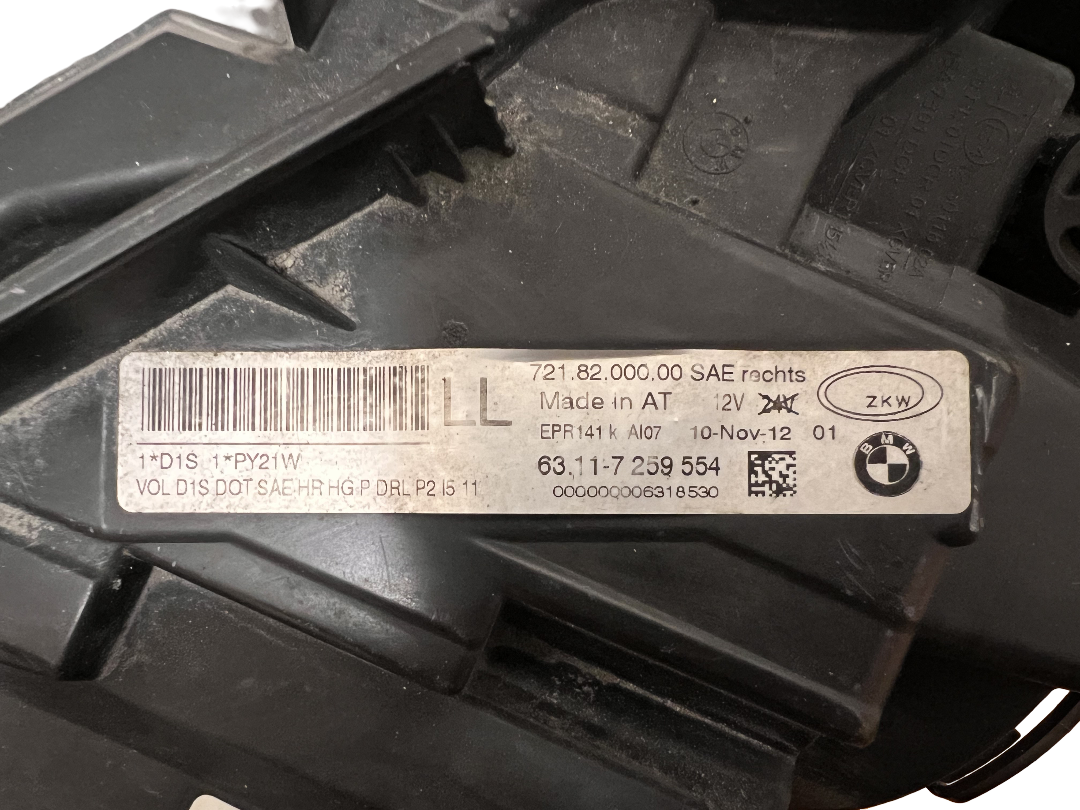 LL
721.82.000.00 SAE rechts
Made in AT 12V 24V
ZKW
EPR141 k AI07 10-Nov-12 01
1*D1S 1*PY21W
63.11-7 259 554
BMW
VOL D1S DOT SAE HR HG P DRL P2 I5 11
000000006318530